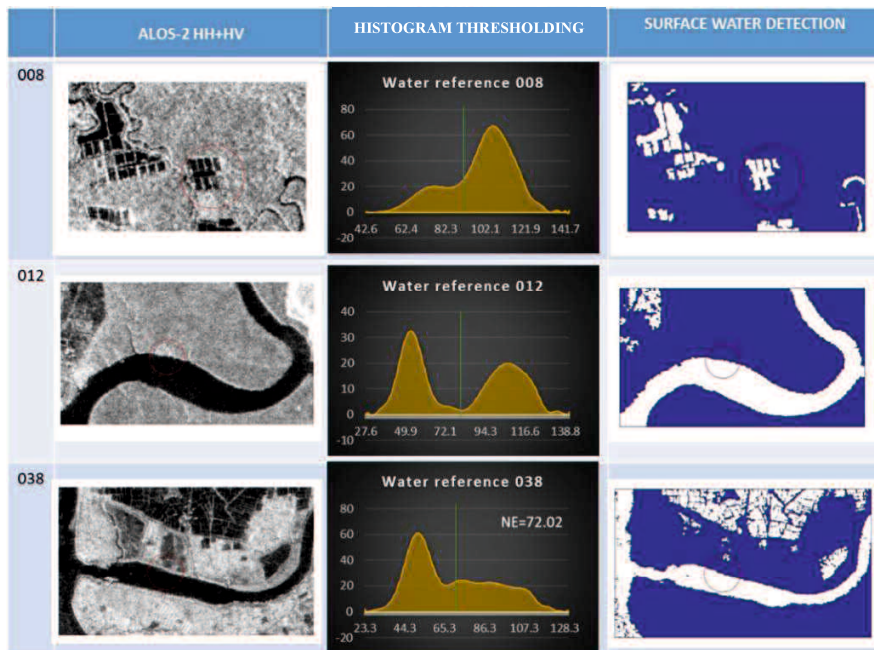 ALOS-2 HH+HV
HISTOGRAM THRESHOLDING
SURFACE WATER DETECTION
008
Water reference 008
80
60
40
20
0
-20
42.6 62.4 82.3 102.1 121.9 141.7
012
Water reference 012
40
30
20
10
0
-10
27.6 49.9 72.1 94.3 116.6 138.8
038
Water reference 038
NE=72.02
100
80
60
40
20
0
-20
23.3 44.3 65.3 86.3 107.3 128.3